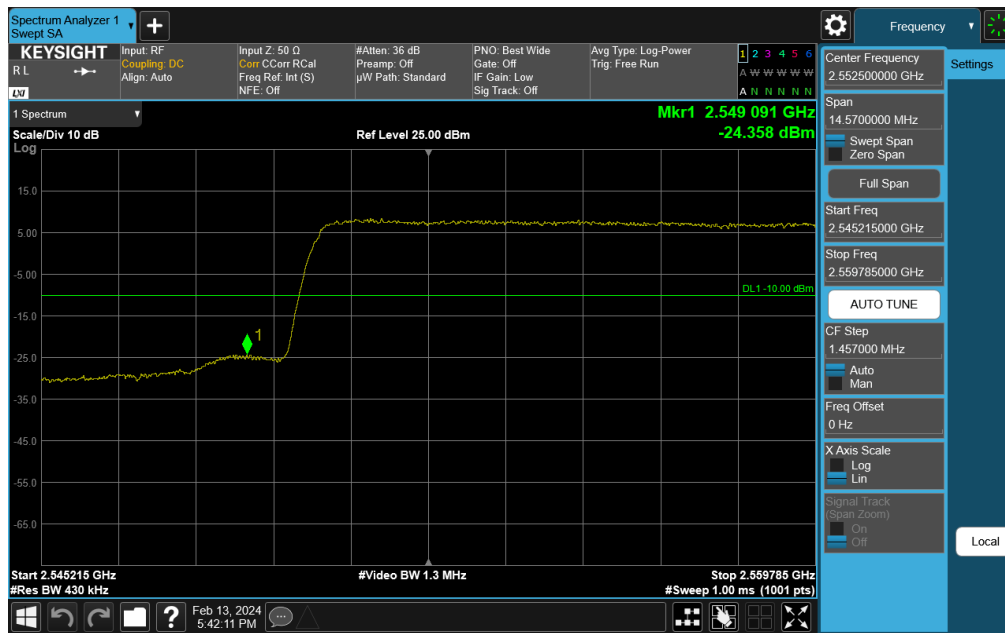 Spectrum Analyzer 1
Swept SA
Frequency
KEYSIGHT
R L
LXI
Input: RF
Coupling: DC
Align: Auto
Input Z: 50 Ω
Corr CCorr RCal
Freq Ref: Int (S)
NFE: Off
#Atten: 36 dB
Preamp: Off
µW Path: Standard
PNO: Best Wide
Gate: Off
IF Gain: Low
Sig Track: Off
Avg Type: Log-Power
Trig: Free Run
1 2 3 4 5 6
A W W W W W
A N N N N N
1 Spectrum
Scale/Div 10 dB
Log
Ref Level 25.00 dBm
Mkr1 2.549 091 GHz
-24.358 dBm
15.0
5.00
-5.00
-15.0
-25.0
-35.0
-45.0
-55.0
-65.0
DL1 -10.00 dBm
1
Start 2.545215 GHz
#Res BW 430 kHz
#Video BW 1.3 MHz
Stop 2.559785 GHz
#Sweep 1.00 ms (1001 pts)
Center Frequency
2.552500000 GHz
Settings
Span
14.5700000 MHz
Swept Span
Zero Span
Full Span
Start Freq
2.545215000 GHz
Stop Freq
2.559785000 GHz
AUTO TUNE
CF Step
1.457000 MHz
Auto
Man
Freq Offset
0 Hz
X Axis Scale
Log
Lin
Signal Track
(Span Zoom)
On
Off
Local
?
Feb 13, 2024
5:42:11 PM